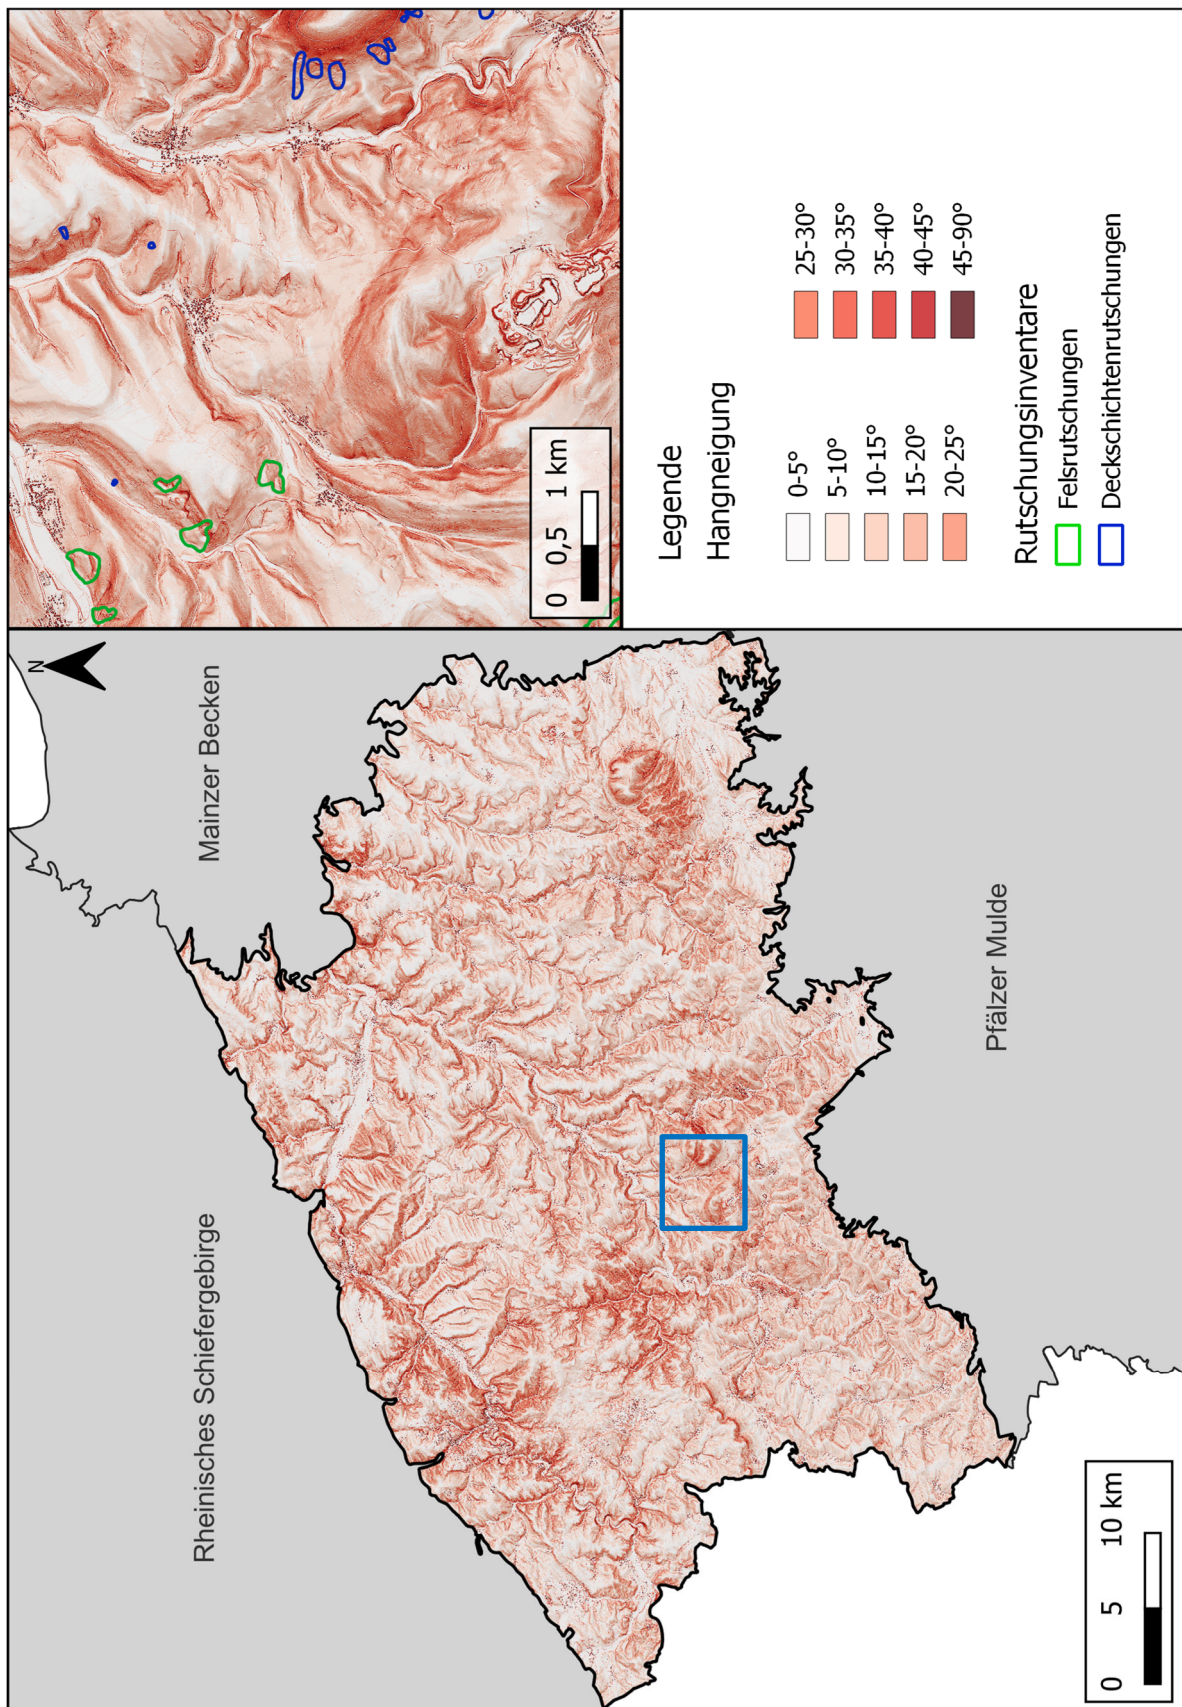 Rheinisches Schiefergebirge
Mainzer Becken
N
Pfälzer Mulde
0 5 10 km
0 0,5 1 km
Legende
Hangneigung
0-5°
5-10°
10-15°
15-20°
20-25°
25-30°
30-35°
35-40°
40-45°
45-90°
Rutschungsinventare
Felsrutschungen
Deckschichtenrutschungen